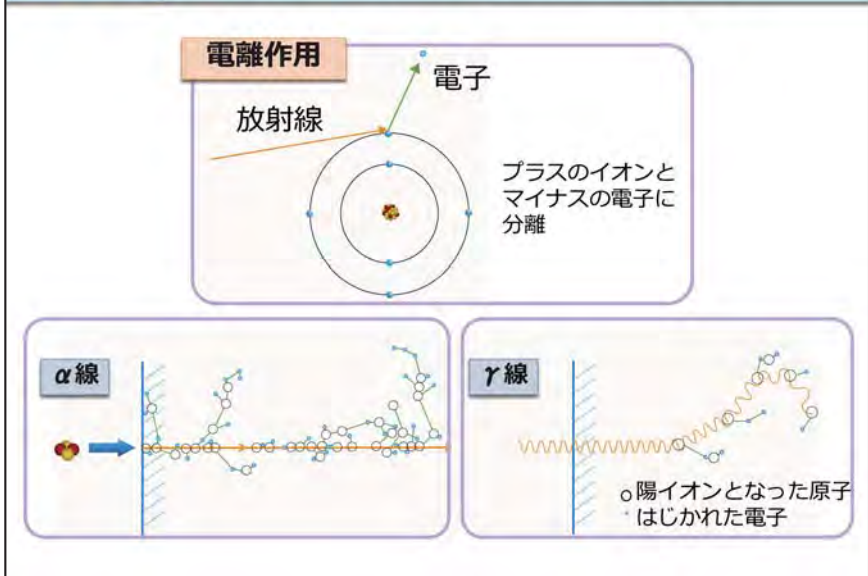 電離作用
電子
放射線
プラスのイオンと
マイナスの電子に
分離
α線
γ線
陽イオンとなった原子
はじかれた電子